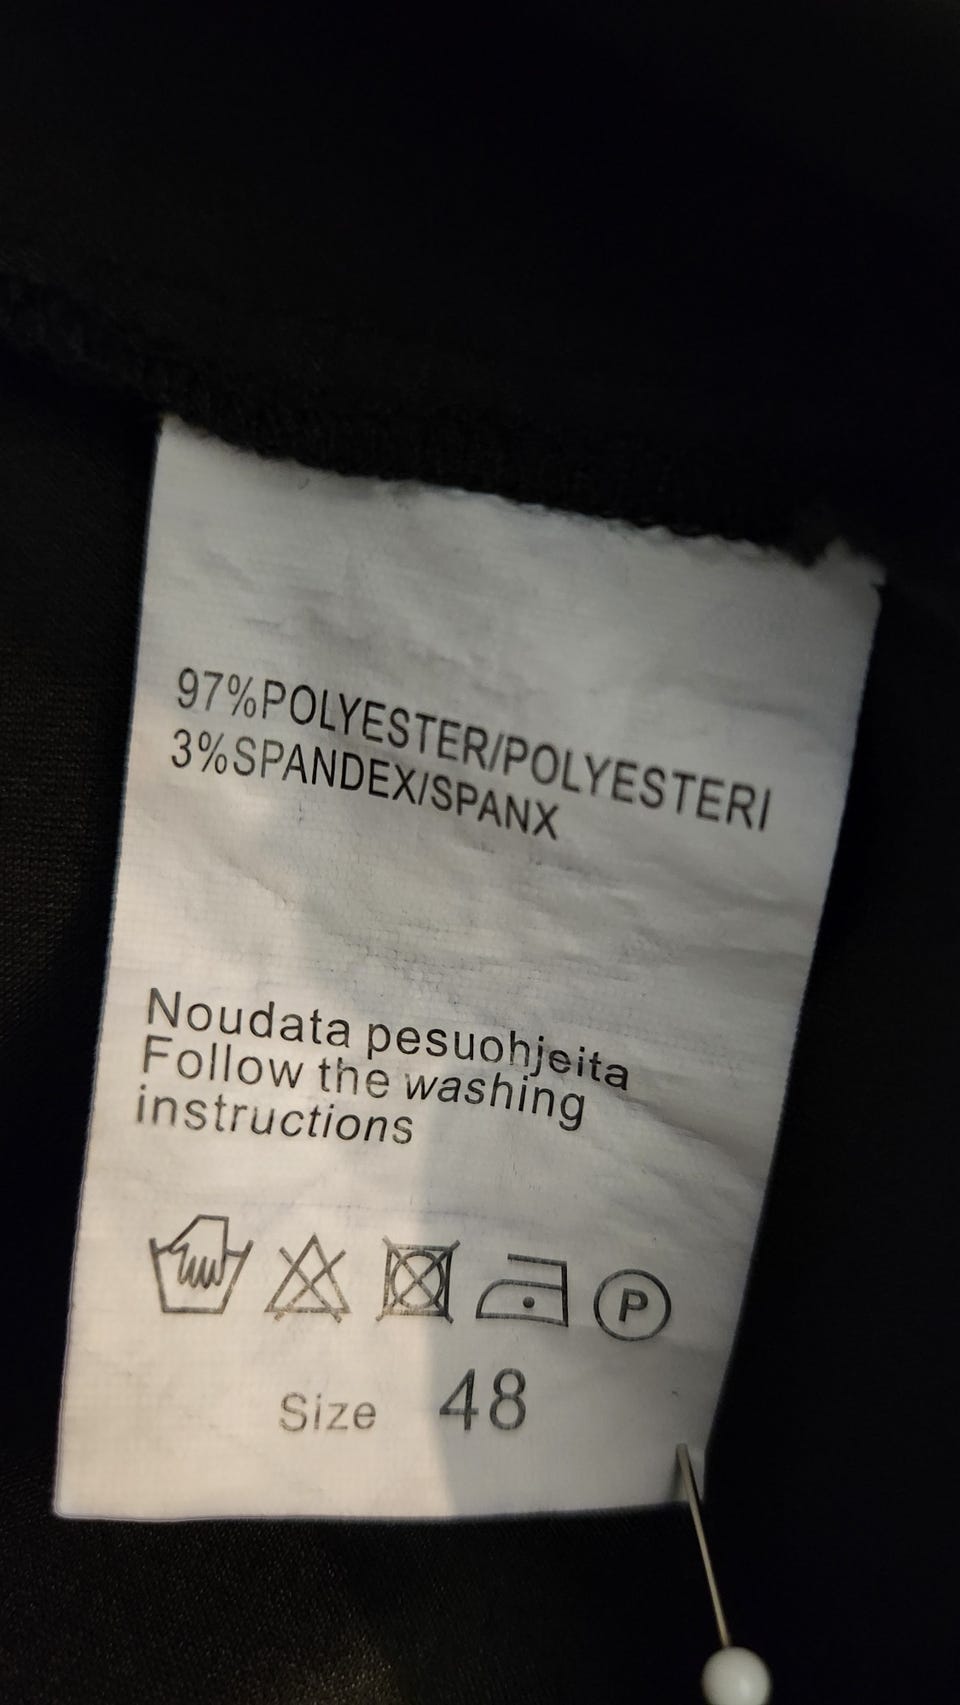 97%POLYESTER/POLYESTERI
3%SPANDEX/SPANX
Noudata pesuohjeita
Follow the washing
instructions
P
Size 48